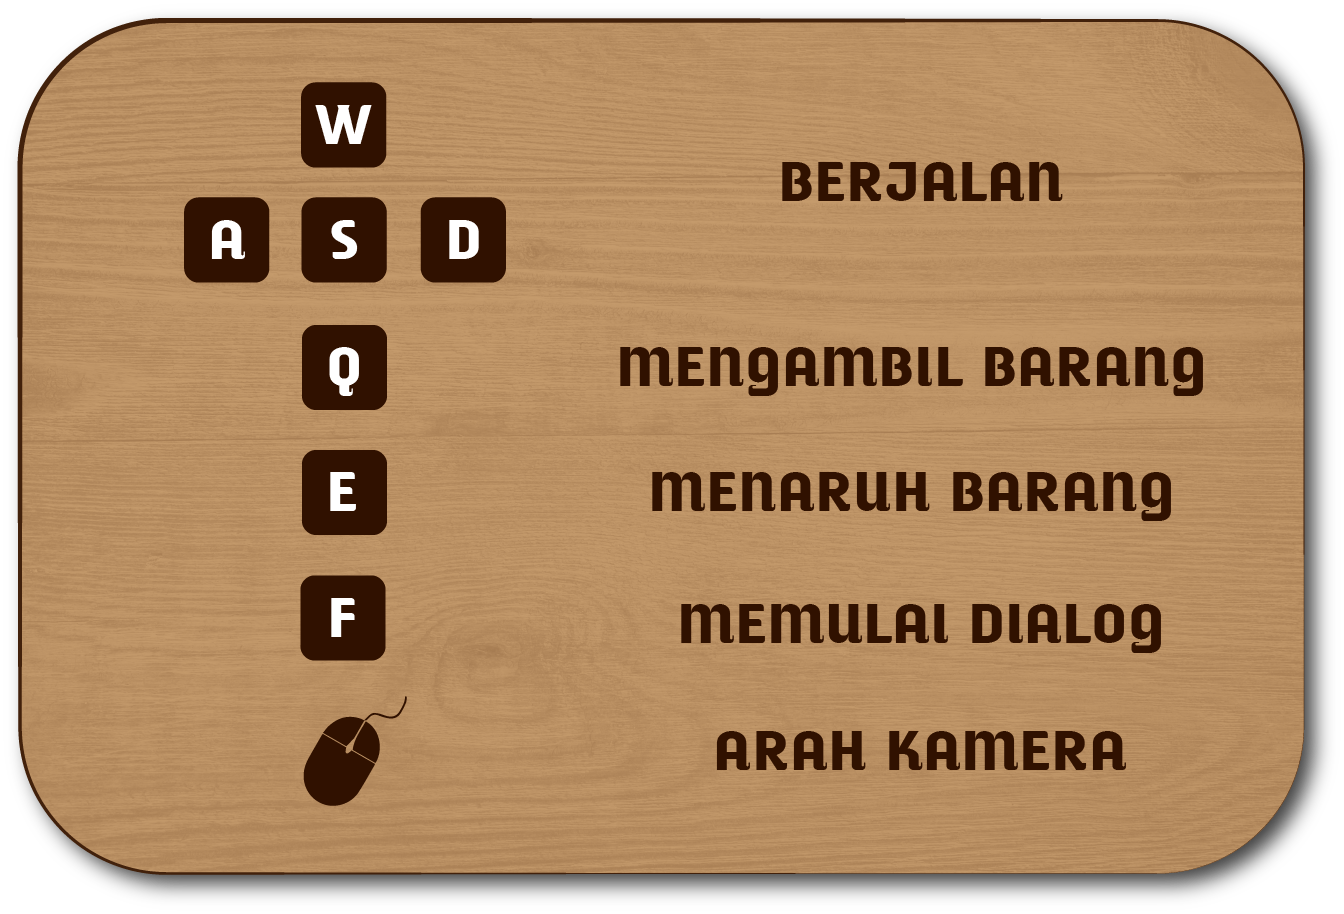 W
A S D BERJALAN
Q MENGAMBIL BARANG
E MENARUH BARANG
F MEMULAI DIALOG
ARAH KAMERA